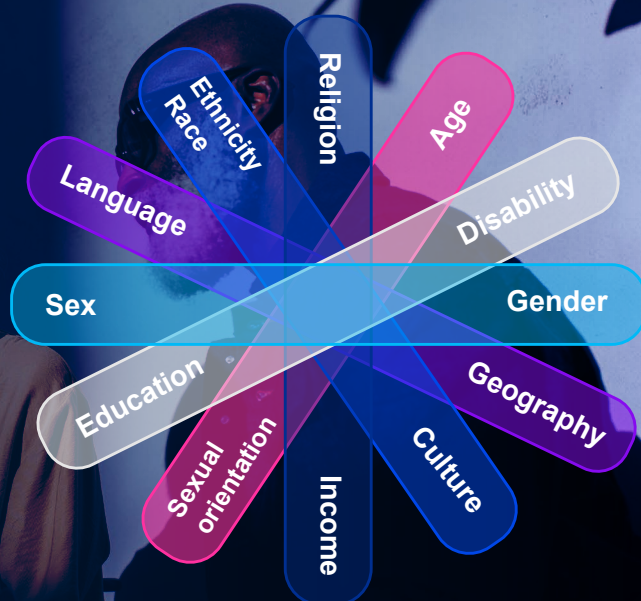 Religion
Ethnicity
Race
Age
Language
Disability
Sex
Gender
Education
Geography
Sexual
orientation
Culture
Income